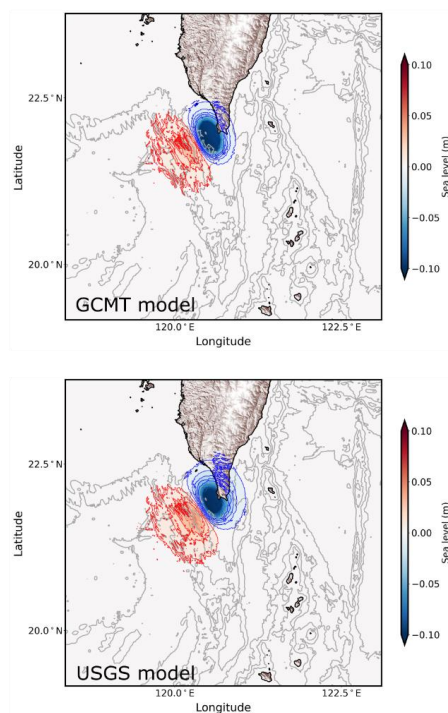 22.5°N
Latitude
20.0°N
GCMT model
120.0°E
122.5°E
Longitude
0.10
0.05
0.00
−0.05
−0.10
Sea level (m)
22.5°N
Latitude
20.0°N
USGS model
120.0°E
122.5°E
Longitude
0.10
0.05
0.00
−0.05
−0.10
Sea level (m)